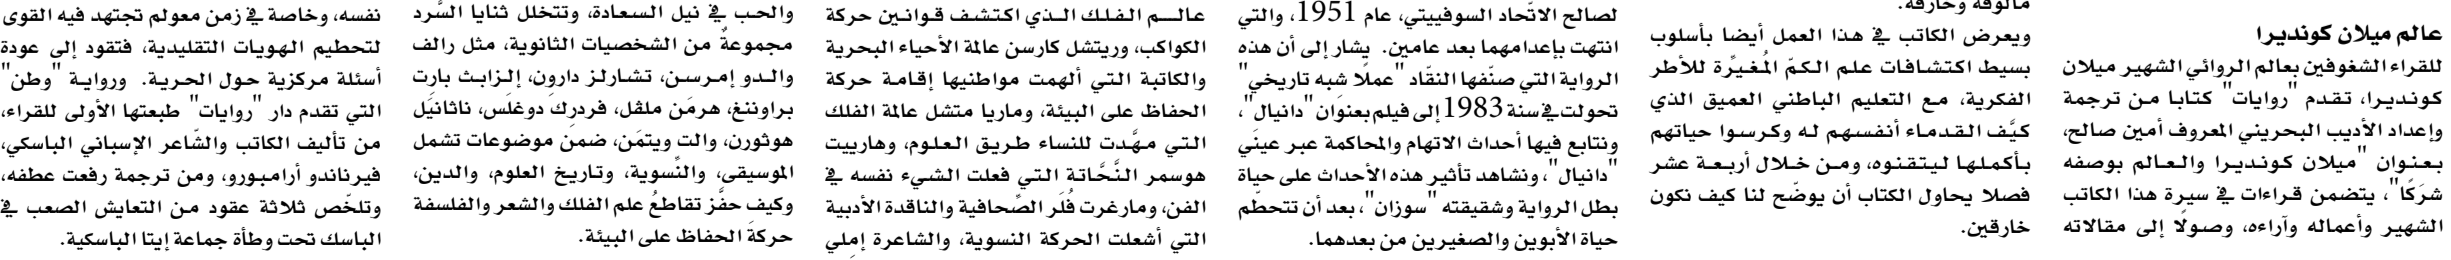 عالم ميلان كونديرا
للقراء الشغوفين بعالم الروائي الشهير ميلان
كونديرا، تقدم "روايات" كتابا من ترجمة
وإعداد الأديب البحريني المعروف أمين صالح،
بعنوان "ميلان كونديرا والعالم بوصفه
شرَكًا"، يتضمن قراءات في سيرة هذا الكاتب
الشهير وأعماله وآراءه، وصولًا إلى مقالاته
مألوفة وخارقة.
ويعرض الكاتب في هذا العمل أيضا بأسلوب
بسيط اكتشافات علم الكمّ المُغيِّرة للأطر
الفكرية، مع التعليم الباطني العميق الذي
كيَّف القدماء أنفسهم له وكرسوا حياتهم
بأكملها ليتقنوه، ومن خلال أربعة عشر
فصلا يحاول الكتاب أن يوضّح لنا كيف نكون
خارقين.
لصالح الاتّحاد السوفييتي، عام 1951، والتي
انتهت بإعدامهما بعد عامين. يشار إلى أن هذه
الرواية التي صنّفها النقّاد "عملًا شبه تاريخي"
تحولت في سنة 1983 إلى فيلم بعنوَان "دانيال"،
ونتابع فيها أحداث الاتهام والمحاكمة عبر عينَي
"دانيال"، ونشاهد تأثير هذه الأحداث على حياة
بطل الرواية وشقيقته "سوزان"، بعد أن تتحطّم
حياة الأبوين والصغيرين من بعدهما.
عالم الفلك الذي اكتشف قوانين حركة
الكواكب، وريتشل كارسن عالمة الأحياء البحرية
والكاتبة التي ألهمت مواطنيها إقامة حركة
الحفاظ على البيئة، وماريا متشل عالمة الفلك
التي مهَّدت للنساء طريق العلوم، وهارييت
هوسمر النَّحَّاتة التي فعلت الشيء نفسه في
الفن، ومارغرت فُلَر الصِّحافية والناقدة الأدبية
التي أشعلت الحركة النسوية، والشاعرة إملي
والحب في نيل السعادة، وتتخلل ثنايا السَّرد
مجموعةٌ من الشخصيات الثانوية، مثل رالف
والدو إمرسن، تشارلز دارون، إلزابث بارت
براوننغ، هرمَن ملڤل، فردرِك دوغلَس، ناثانيَل
هوثورن، والت ويتمَن، ضمن موضوعات تشمل
الموسيقى، والنِّسوية، وتاريخ العلوم، والدين،
وكيف حفَّز تقاطعُ علم الفلك والشعر والفلسفة
حركةَ الحفاظ على البيئة.
نفسه، وخاصة في زمن معولم تجتهد فيه القوى
لتحطيم الهويات التقليدية، فتقود إلى عودة
أسئلة مركزية حول الحرية. ورواية "وطن"
التي تقدم دار "روايات" طبعتها الأولى للقراء،
من تأليف الكاتب والشّاعر الإسباني الباسكي،
فيرناندو أرامبورو، ومن ترجمة رفعت عطفه،
وتلخّص ثلاثة عقود من التعايش الصعب في
الباسك تحت وطأة جماعة إيتا الباسكية.